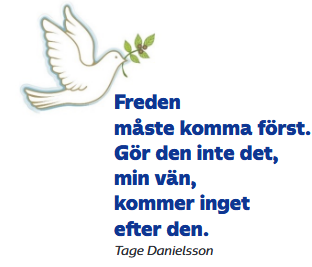 Freden
måste komma först.
Gör den inte det,
min vän,
kommer inget
efter den.
Tage Danielsson